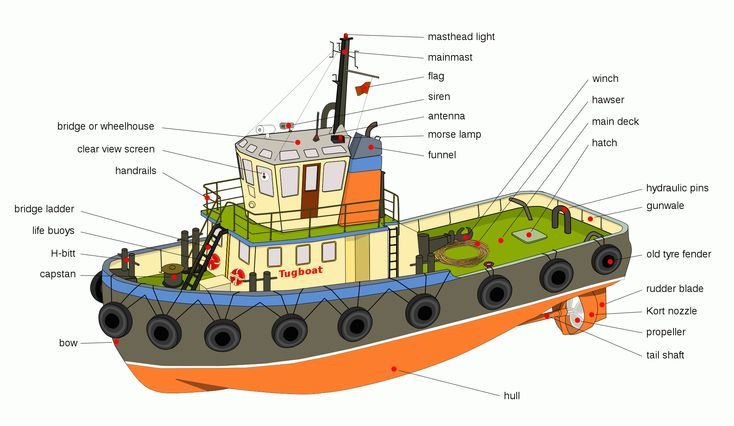 masthead light
mainmast
flag
siren
antenna
morse lamp
funnel
bridge or wheelhouse
clear view screen
handrails
bridge ladder
life buoys
H-bitt
capstan
bow
Tugboat
winch
hawser
main deck
hatch
hydraulic pins
gunwale
old tyre fender
rudder blade
Kort nozzle
propeller
tail shaft
hull